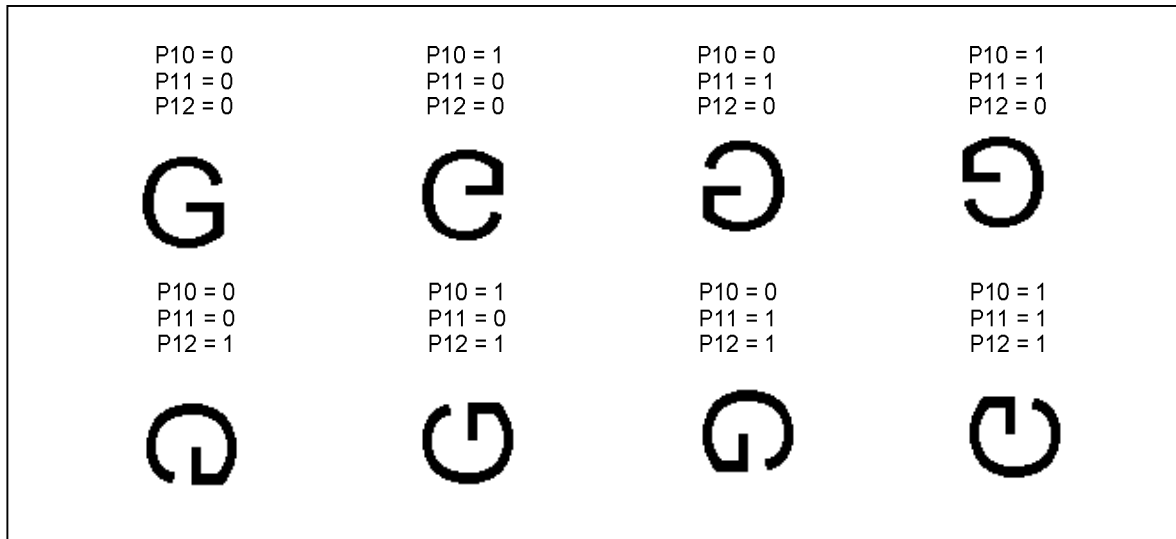 P10 = 0 P10 = 1 P10 = 0 P10 = 1
P11 = 0 P11 = 0 P11 = 1 P11 = 1
P12 = 0 P12 = 0 P12 = 0 P12 = 0
G G G G
P10 = 0 P10 = 1 P10 = 0 P10 = 1
P11 = 0 P11 = 0 P11 = 1 P11 = 1
P12 = 1 P12 = 1 P12 = 1 P12 = 1
G G G G